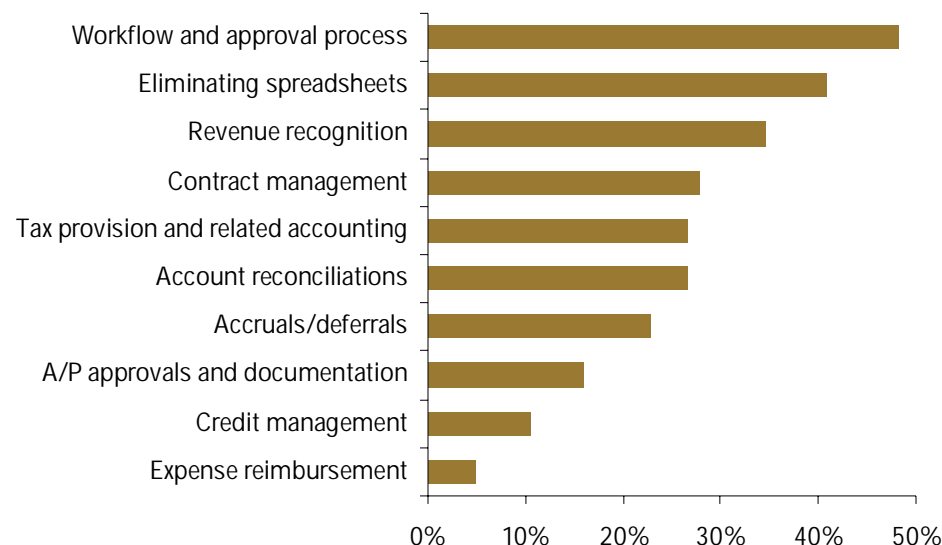 Workflow and approval process
Eliminating spreadsheets
Revenue recognition
Contract management
Tax provision and related accounting
Account reconciliations
Accruals/deferrals
A/P approvals and documentation
Credit management
Expense reimbursement
0% 10% 20% 30% 40% 50%